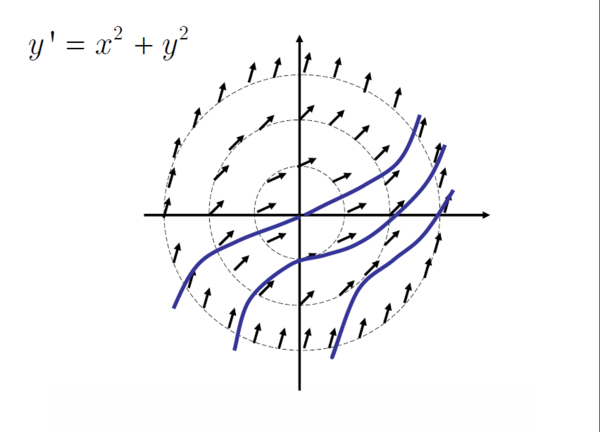 y' = x² + y²